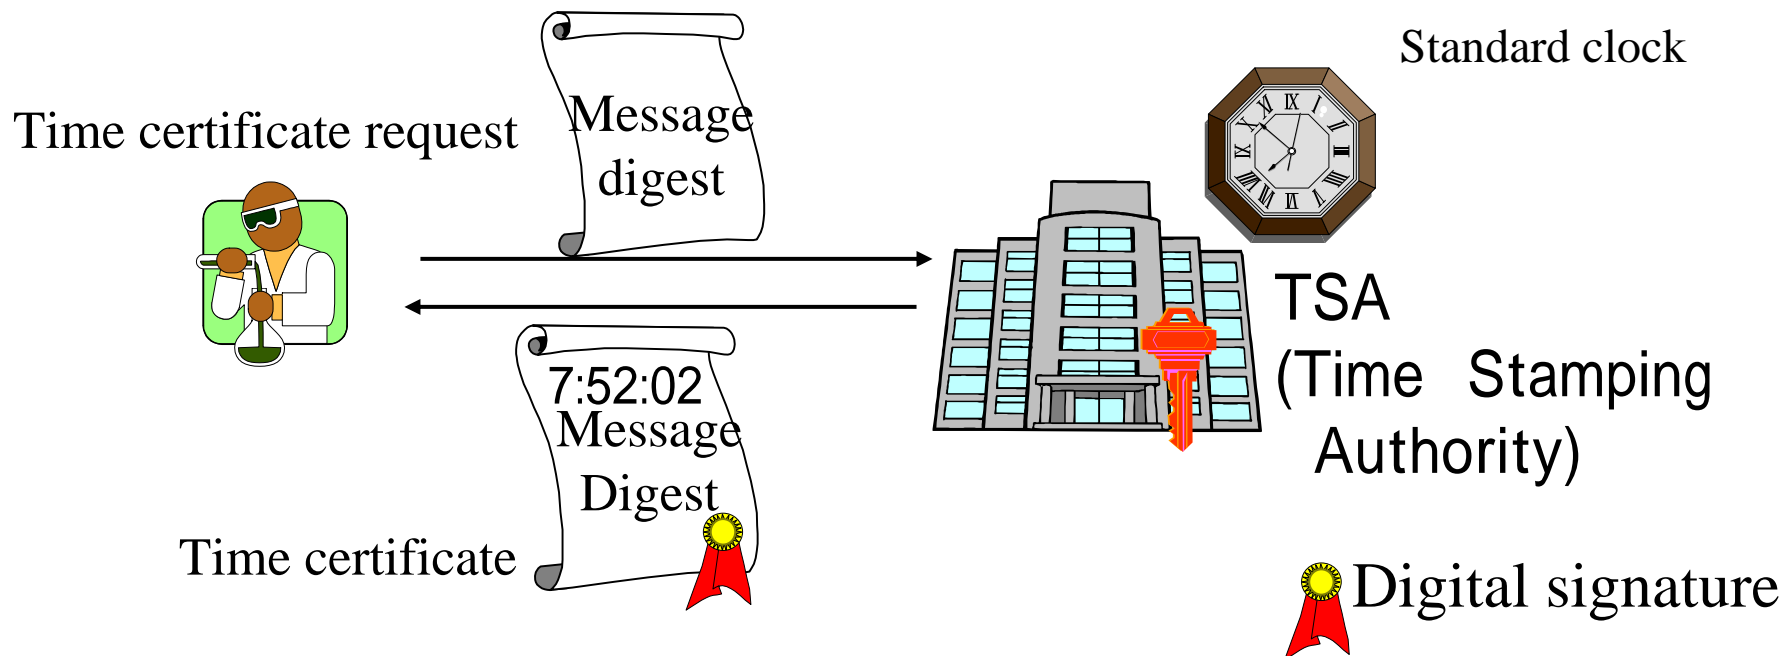 Standard clock
Time certificate request
Message
digest
TSA
(Time Stamping
Authority)
7:52:02
Message
Digest
Time certificate
Digital signature